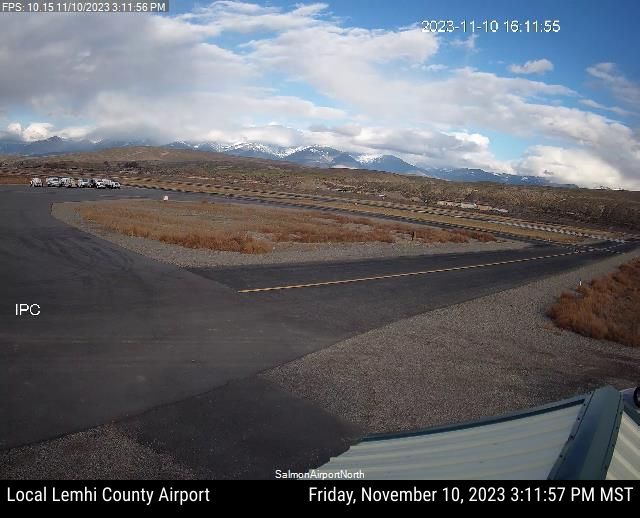 FPS: 10.15 11/10/2023 3:11:56 PM
2023-11-10 16:11:55
IPC
SalmonAirportNorth
Local Lemhi County Airport Friday, November 10, 2023 3:11:57 PM MST